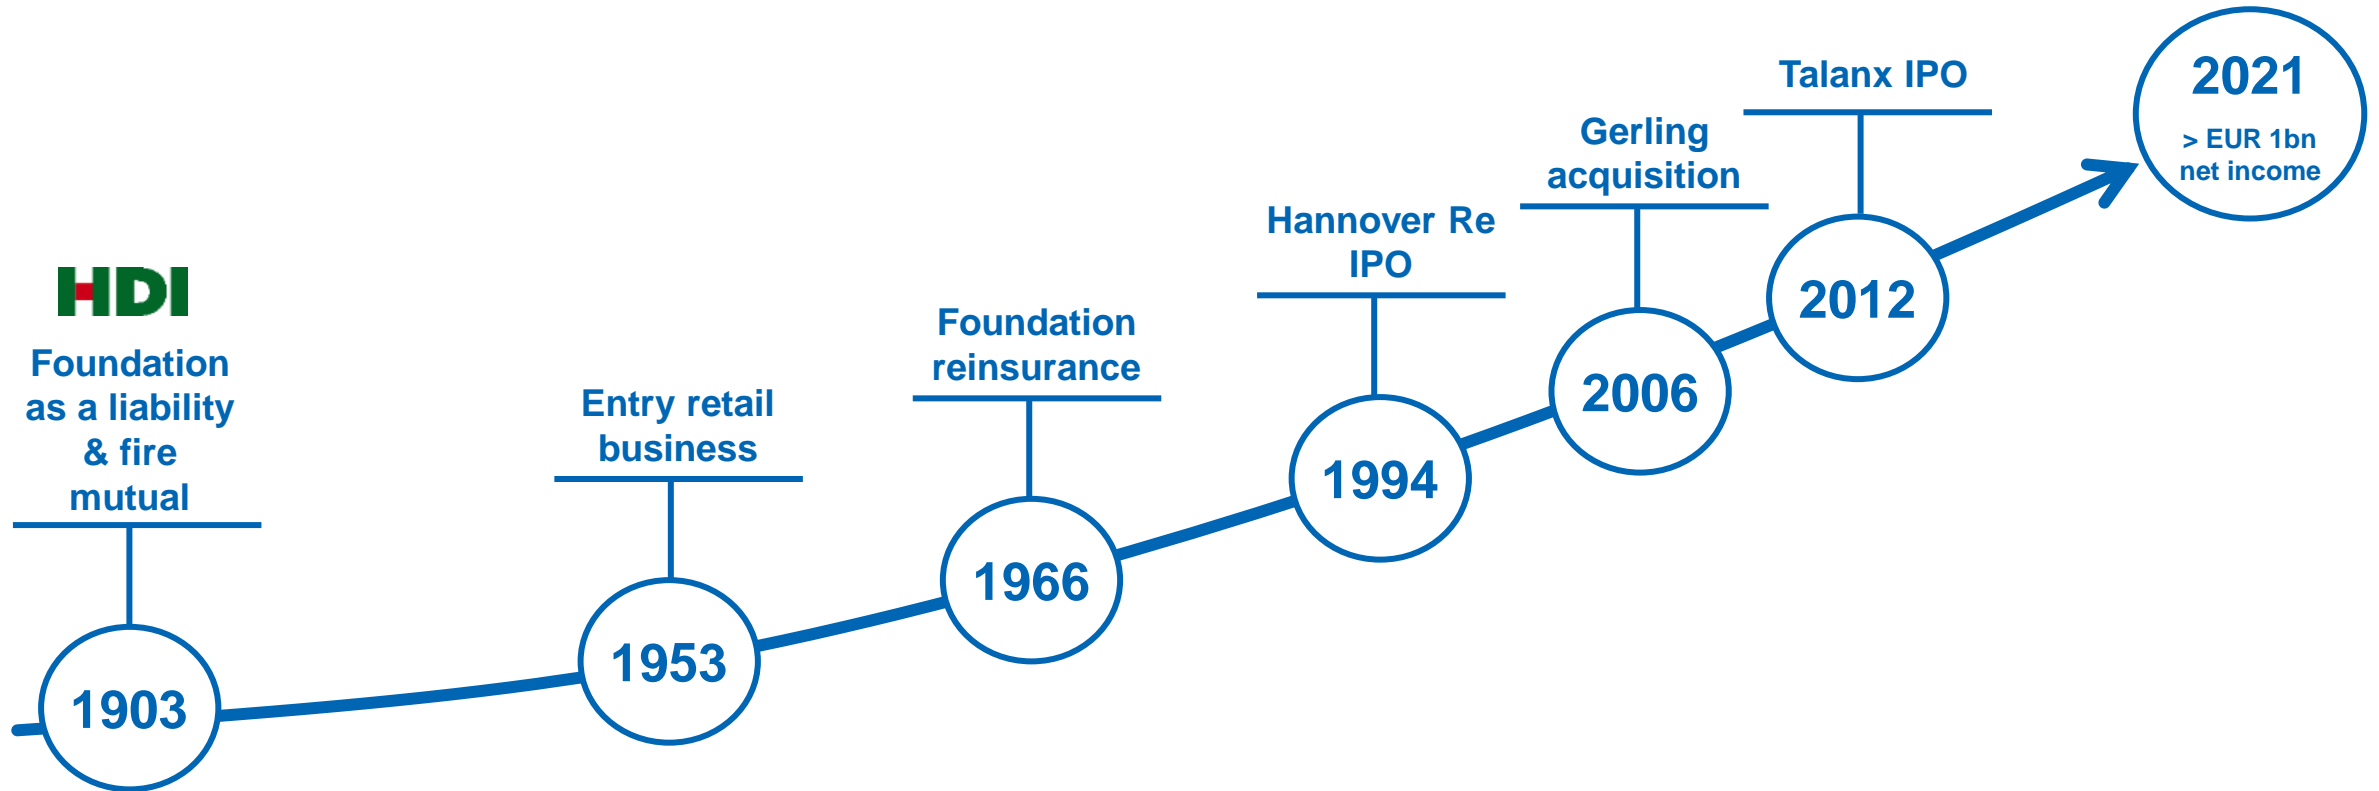 HDI
Foundation
as a liability
& fire
mutual
1903
Entry retail
business
1953
Foundation
reinsurance
1966
Hannover Re
IPO
1994
Gerling
acquisition
2006
Talanx IPO
2012
2021
> EUR 1bn
net income